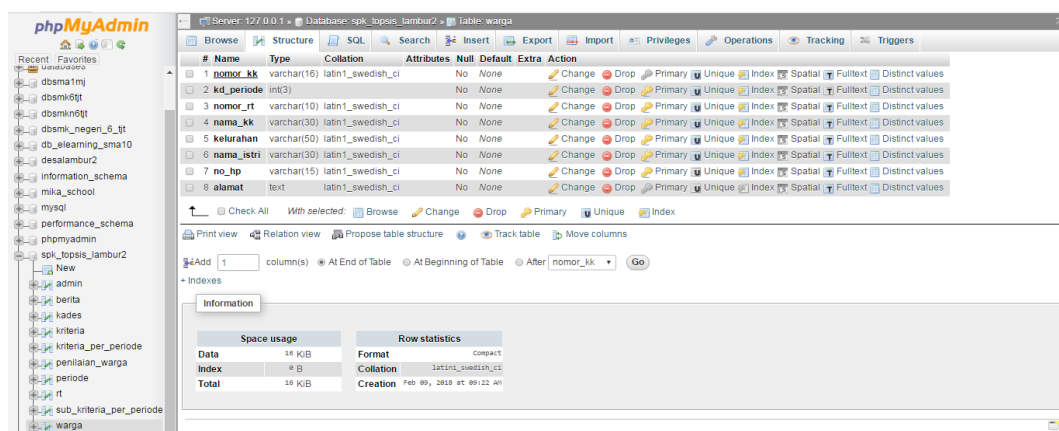 phpMyAdmin
Recent Favorites
databases
dbsma1mj
dbsmk6tjt
dbsmkn6tjt
dbsmk_negeri_6_tjt
db_elearning_sma10
desalambur2
information_schema
mika_school
mysql
performance_schema
phpmyadmin
spk_topsis_lambur2
New
admin
berita
kades
kriteria
kriteria_per_periode
penilaian_warga
periode
rt
sub_kriteria_per_periode
warga
Server: 127.0.0.1 » Database: spk_topsis_lambur2 » Table: warga
Browse Structure SQL Search Insert Export Import Privileges Operations Tracking Triggers
# Name Type Collation Attributes Null Default Extra Action
1 nomor_kk varchar(16) latin1_swedish_ci No None Change Drop Primary Unique Index Spatial Fulltext Distinct values
2 kd_periode int(3) No None Change Drop Primary Unique Index Spatial Fulltext Distinct values
3 nomor_rt varchar(10) latin1_swedish_ci No None Change Drop Primary Unique Index Spatial Fulltext Distinct values
4 nama_kk varchar(30) latin1_swedish_ci No None Change Drop Primary Unique Index Spatial Fulltext Distinct values
5 kelurahan varchar(50) latin1_swedish_ci No None Change Drop Primary Unique Index Spatial Fulltext Distinct values
6 nama_istri varchar(30) latin1_swedish_ci No None Change Drop Primary Unique Index Spatial Fulltext Distinct values
7 no_hp varchar(15) latin1_swedish_ci No None Change Drop Primary Unique Index Spatial Fulltext Distinct values
8 alamat text latin1_swedish_ci No None Change Drop Primary Unique Index Spatial Fulltext Distinct values
Check All With selected: Browse Change Drop Primary Unique Index
Print view Relation view Propose table structure Track table Move columns
Add 1 column(s) At End of Table At Beginning of Table After nomor_kk Go
+ Indexes
Information
Space usage
Data 16 KiB
Index 0 B
Total 16 KiB
Row statistics
Format Compact
Collation latin1_swedish_ci
Creation Feb 09, 2018 at 09:22 AM